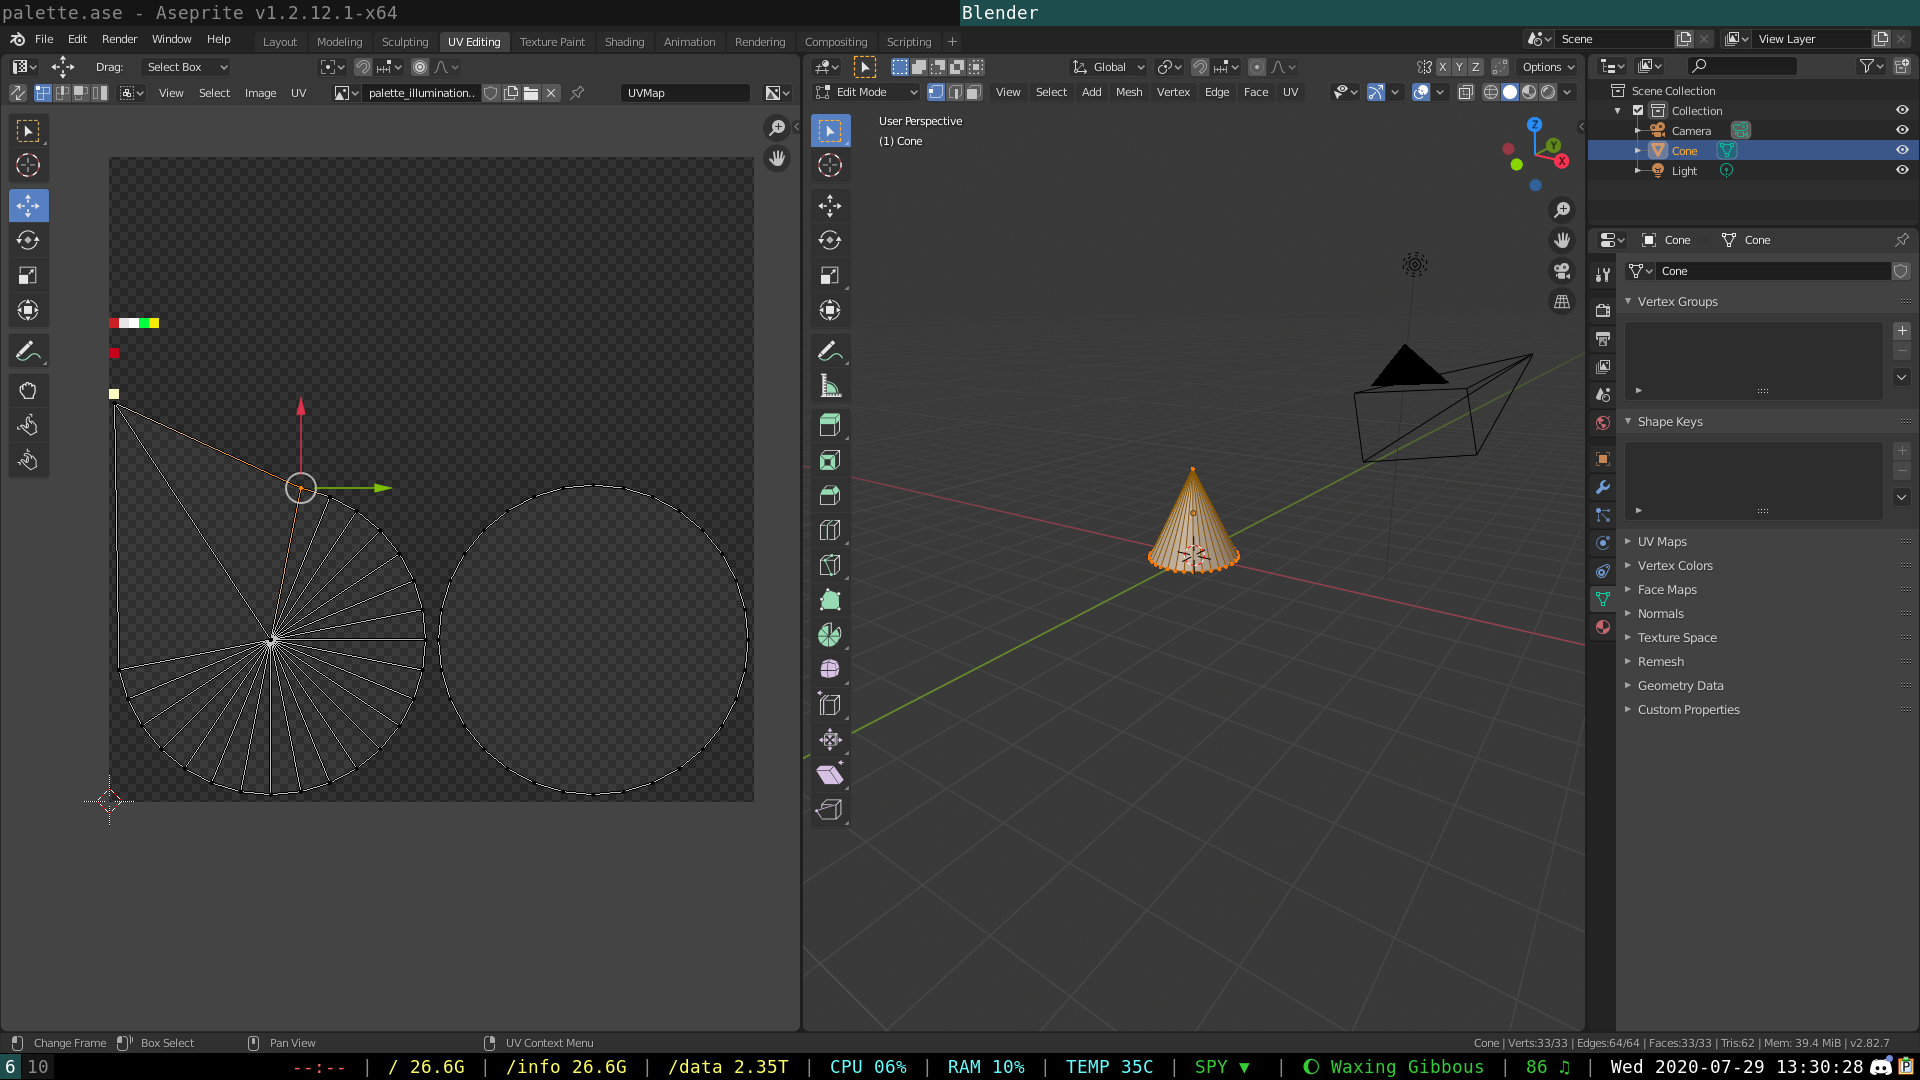 palette.ase - Aseprite v1.2.12.1-x64
Blender
File Edit Render Window Help
Layout Modeling Sculpting UV Editing Texture Paint Shading Animation Rendering Compositing Scripting +
Scene
View Layer
Drag: Select Box
Global
X Y Z
Options
View Select Image UV
palette_illumination..
UVMap
Edit Mode
View Select Add Mesh Vertex Edge Face UV
User Perspective
(1) Cone
Z
Y
X
Scene Collection
Collection
Camera
Cone
Light
Cone
Cone
Cone
Vertex Groups
Shape Keys
UV Maps
Vertex Colors
Face Maps
Normals
Texture Space
Remesh
Geometry Data
Custom Properties
Change Frame
Box Select
Pan View
UV Context Menu
Cone | Verts:33/33 | Edges:64/64 | Faces:33/33 | Tris:62 | Mem: 39.4 MiB | v2.82.7
6 10
--:-- | / 26.6G | /info 26.6G | /data 2.35T | CPU 06% | RAM 10% | TEMP 35C | SPY ▼ | Waxing Gibbous | 86 ♫ | Wed 2020-07-29 13:30:28